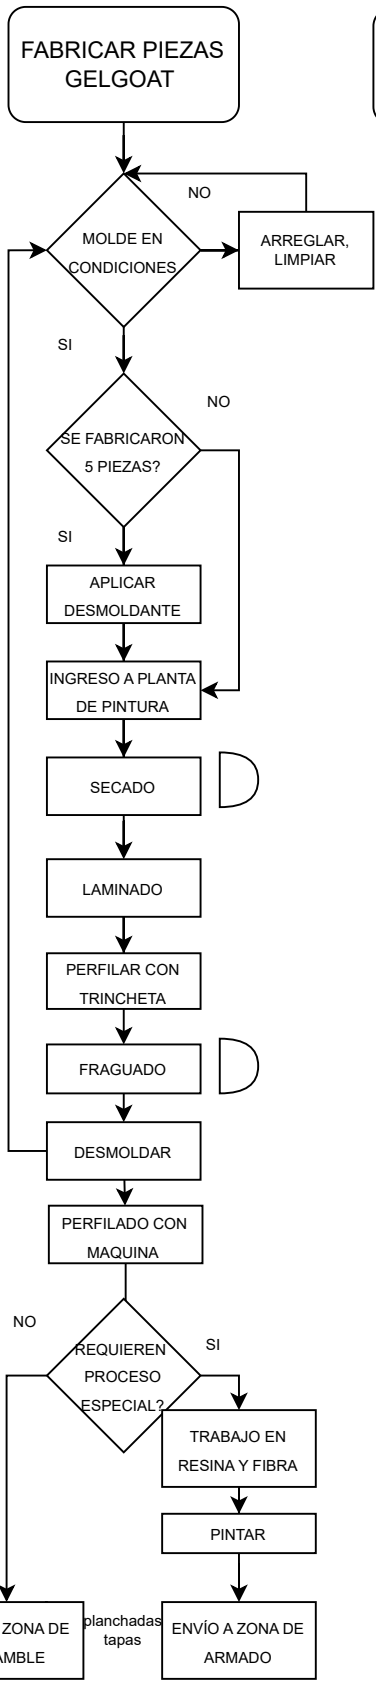 FABRICAR PIEZAS
GELGOAT
NO
MOLDE EN
CONDICIONES
ARREGLAR,
LIMPIAR
SI
NO
SE FABRICARON
5 PIEZAS?
SI
APLICAR
DESMOLDANTE
INGRESO A PLANTA
DE PINTURA
SECADO
LAMINADO
PERFILAR CON
TRINCHETA
FRAGUADO
DESMOLDAR
PERFILADO CON
MAQUINA
NO
SI
REQUIEREN
PROCESO
ESPECIAL?
TRABAJO EN
RESINA Y FIBRA
PINTAR
ZONA DE
AMBLE
planchadas
tapas
ENVÍO A ZONA DE
ARMADO